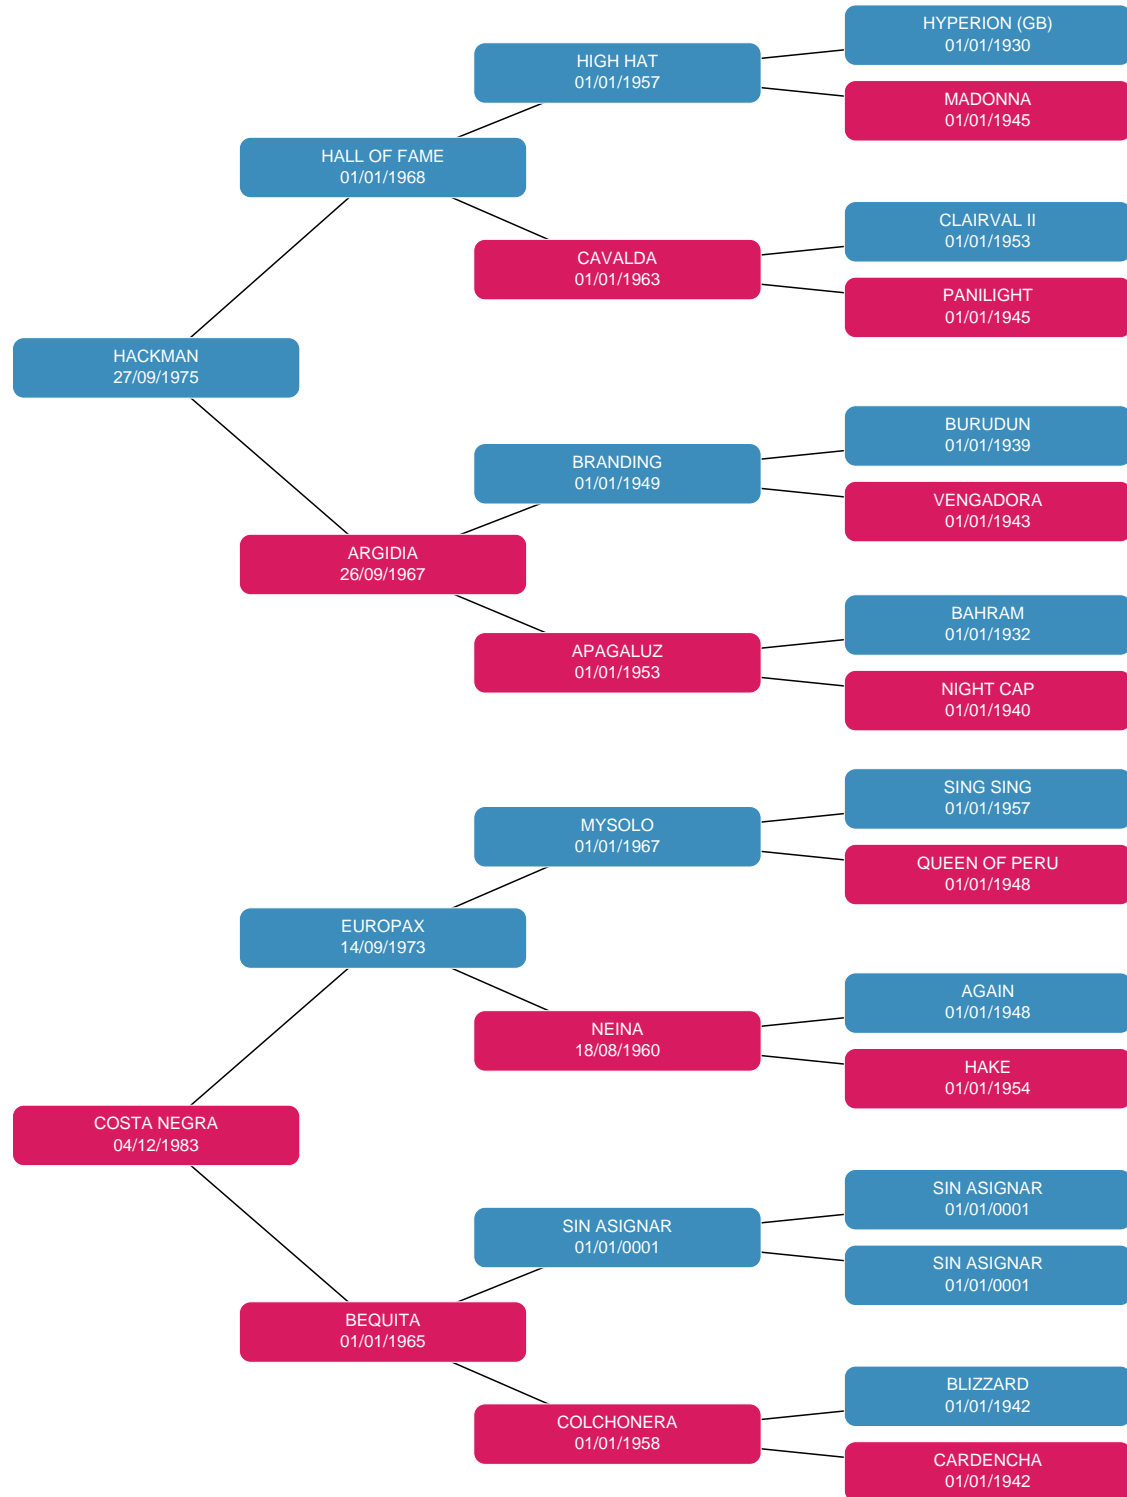 HYPERION (GB)
01/01/1930
HIGH HAT
01/01/1957
MADONNA
01/01/1945
HALL OF FAME
01/01/1968
CLAIRVAL II
01/01/1953
CAVALDA
01/01/1963
PANILIGHT
01/01/1945
HACKMAN
27/09/1975
BURUDUN
01/01/1939
BRANDING
01/01/1949
VENGADORA
01/01/1943
ARGIDIA
26/09/1967
BAHRAM
01/01/1932
APAGALUZ
01/01/1953
NIGHT CAP
01/01/1940
SING SING
01/01/1957
MYSOLO
01/01/1967
QUEEN OF PERU
01/01/1948
EUROPAX
14/09/1973
AGAIN
01/01/1948
NEINA
18/08/1960
HAKE
01/01/1954
COSTA NEGRA
04/12/1983
SIN ASIGNAR
01/01/0001
SIN ASIGNAR
01/01/0001
SIN ASIGNAR
01/01/0001
BEQUITA
01/01/1965
BLIZZARD
01/01/1942
COLCHONERA
01/01/1958
CARDENCHA
01/01/1942